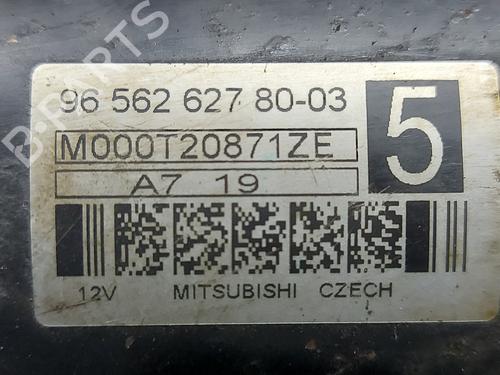 96 562 627 80-03
5
M000T20871ZE
A7 19
12V MITSUBISHI CZECH
B-PARTS